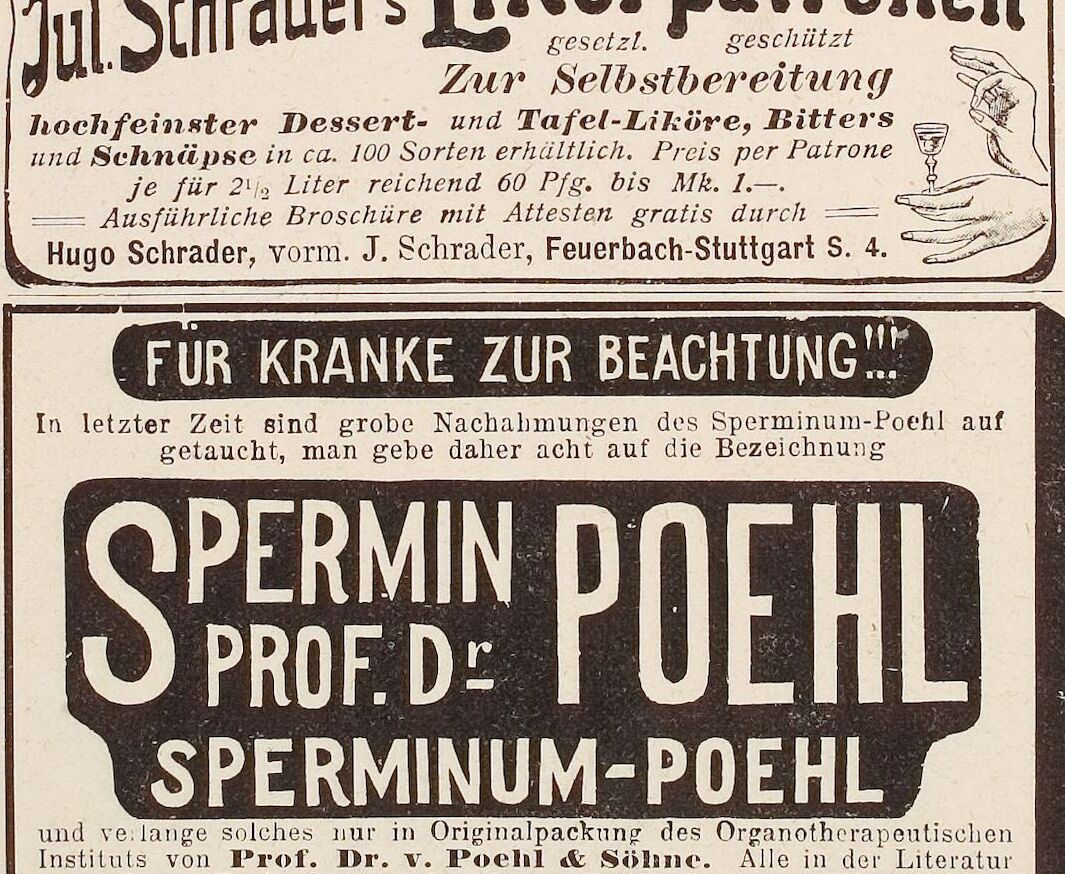 Jul. Schrader's Likörpatronen
gesetzl. geschützt
Zur Selbstbereitung
hochfeinster Dessert- und Tafel-Liköre, Bitters
und Schnäpse in ca. 100 Sorten erhältlich. Preis per Patrone
je für 2½ Liter reichend 60 Pfg. bis Mk. 1.—.
Ausführliche Broschüre mit Attesten gratis durch
Hugo Schrader, vorm. J. Schrader, Feuerbach-Stuttgart S. 4.
FÜR KRANKE ZUR BEACHTUNG!!!
In letzter Zeit sind grobe Nachahmungen des Sperminum-Poehl auf
getaucht, man gebe daher acht auf die Bezeichnung
SPERMIN POEHL
PROF. Dr
SPERMINUM-POEHL
und verlange solches nur in Originalpackung des Organotherapeutischen
Instituts von Prof. Dr. v. Poehl & Söhne. Alle in der Literatur